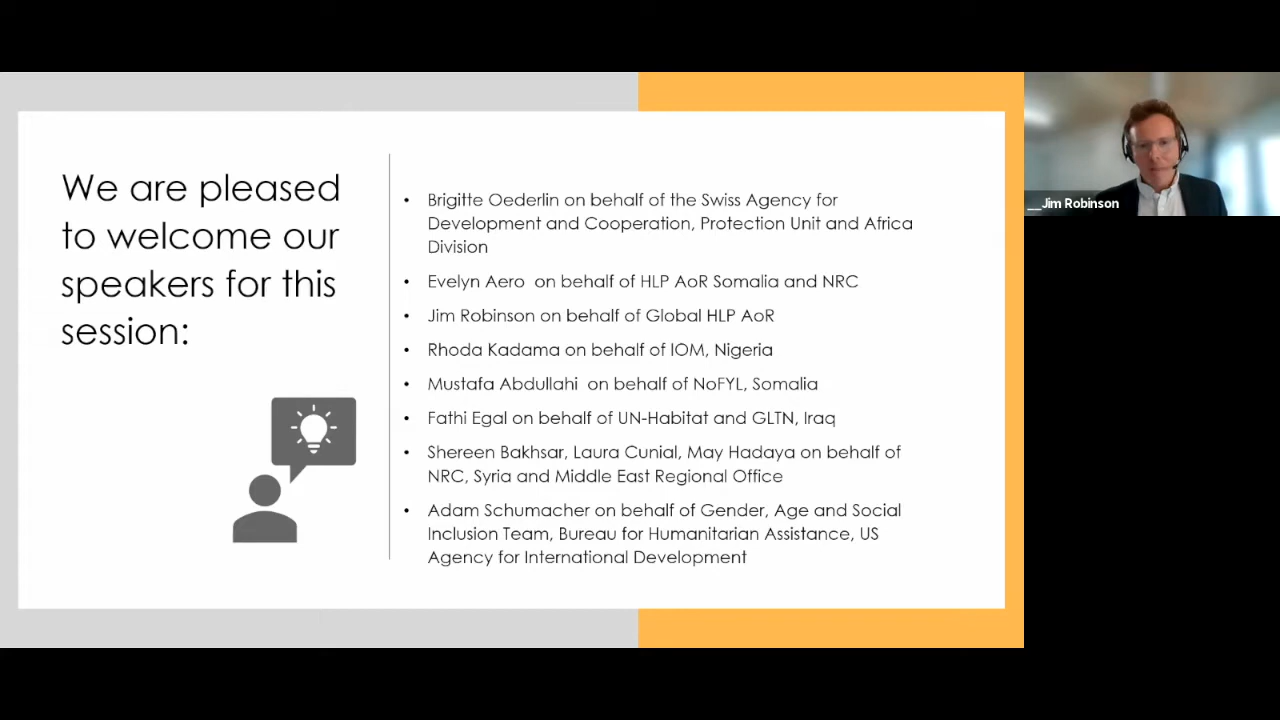 We are pleased
to welcome our
speakers for this
session:
• Brigitte Oederlin on behalf of the Swiss Agency for
Development and Cooperation, Protection Unit and Africa
Division
• Evelyn Aero on behalf of HLP AoR Somalia and NRC
• Jim Robinson on behalf of Global HLP AoR
• Rhoda Kadama on behalf of IOM, Nigeria
• Mustafa Abdullahi on behalf of NoFYL, Somalia
• Fathi Egal on behalf of UN-Habitat and GLTN, Iraq
• Shereen Bakhsar, Laura Cunial, May Hadaya on behalf of
NRC, Syria and Middle East Regional Office
• Adam Schumacher on behalf of Gender, Age and Social
Inclusion Team, Bureau for Humanitarian Assistance, US
Agency for International Development
__Jim Robinson